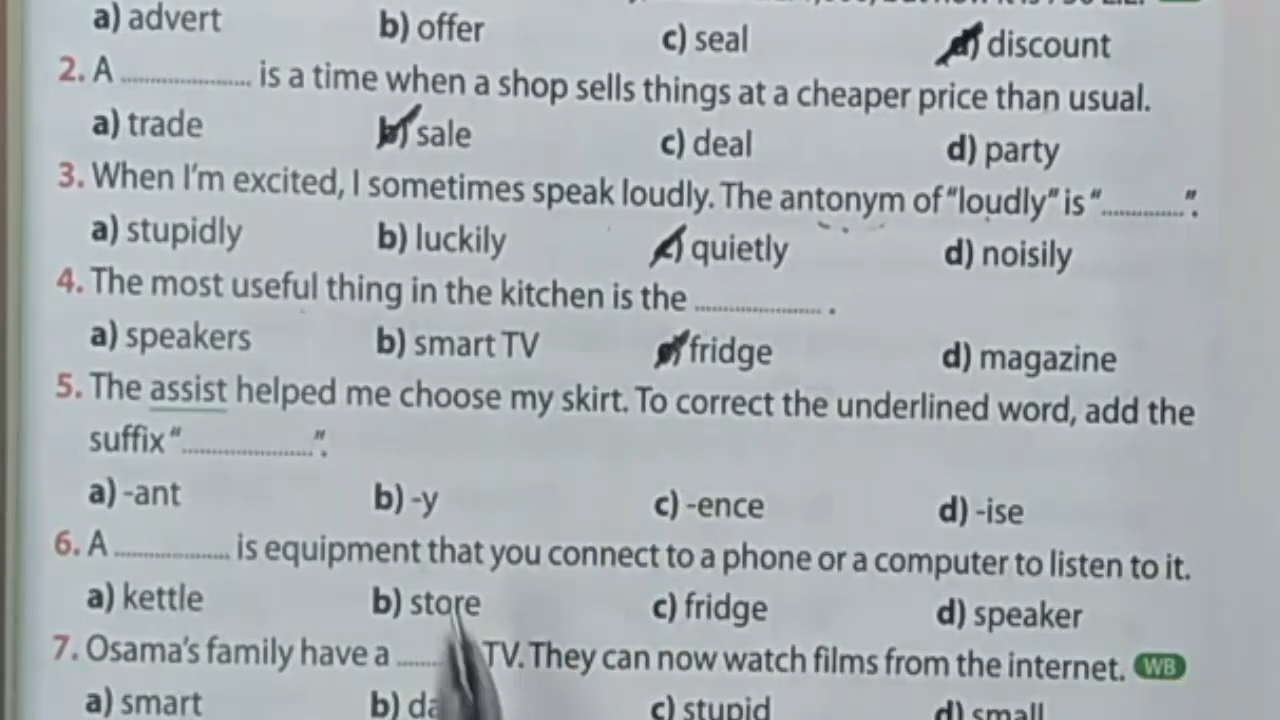 a) advert b) offer c) seal d) discount
2. A .................... is a time when a shop sells things at a cheaper price than usual.
a) trade b) sale c) deal d) party
3. When I'm excited, I sometimes speak loudly. The antonym of "loudly" is "..............".
a) stupidly b) luckily c) quietly d) noisily
4. The most useful thing in the kitchen is the .................... .
a) speakers b) smart TV c) fridge d) magazine
5. The assist helped me choose my skirt. To correct the underlined word, add the
suffix "....................".
a) -ant b) -y c) -ence d) -ise
6. A .................... is equipment that you connect to a phone or a computer to listen to it.
a) kettle b) store c) fridge d) speaker
7. Osama's family have a ....... TV. They can now watch films from the internet. WB
a) smart b) c) stupid d) small